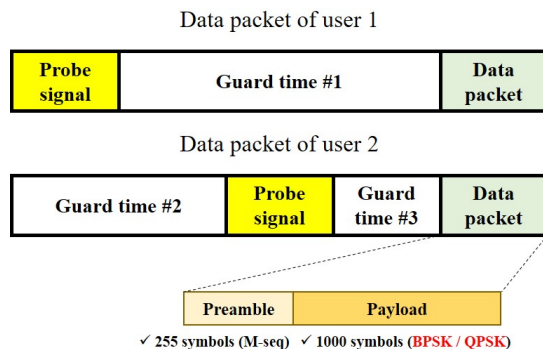 Data packet of user 1
Probe signal
Guard time #1
Data packet
Data packet of user 2
Guard time #2
Probe signal
Guard time #3
Data packet
Preamble
Payload
✓ 255 symbols (M-seq) ✓ 1000 symbols (BPSK / QPSK)